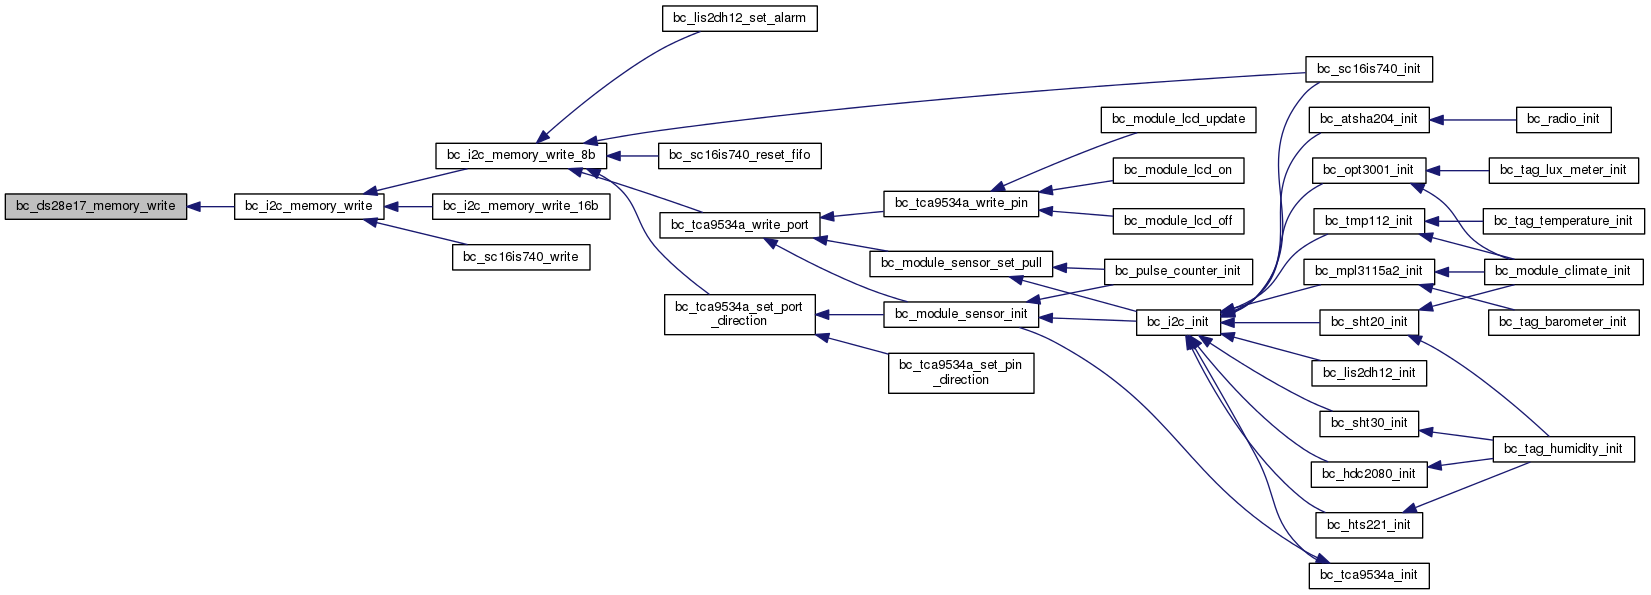 bc_lis2dh12_set_alarm
bc_sc16is740_init
bc_module_lcd_update
bc_atsha204_init
bc_radio_init
bc_i2c_memory_write_8b
bc_sc16is740_reset_fifo
bc_module_lcd_on
bc_opt3001_init
bc_tag_lux_meter_init
bc_ds28e17_memory_write
bc_i2c_memory_write
bc_i2c_memory_write_16b
bc_tca9534a_write_pin
bc_tca9534a_write_port
bc_module_lcd_off
bc_tmp112_init
bc_tag_temperature_init
bc_sc16is740_write
bc_module_sensor_set_pull
bc_pulse_counter_init
bc_mpl3115a2_init
bc_module_climate_init
bc_tca9534a_set_port
_direction
bc_module_sensor_init
bc_i2c_init
bc_sht20_init
bc_tag_barometer_init
bc_tca9534a_set_pin
_direction
bc_lis2dh12_init
bc_sht30_init
bc_tag_humidity_init
bc_hdc2080_init
bc_hts221_init
bc_tca9534a_init